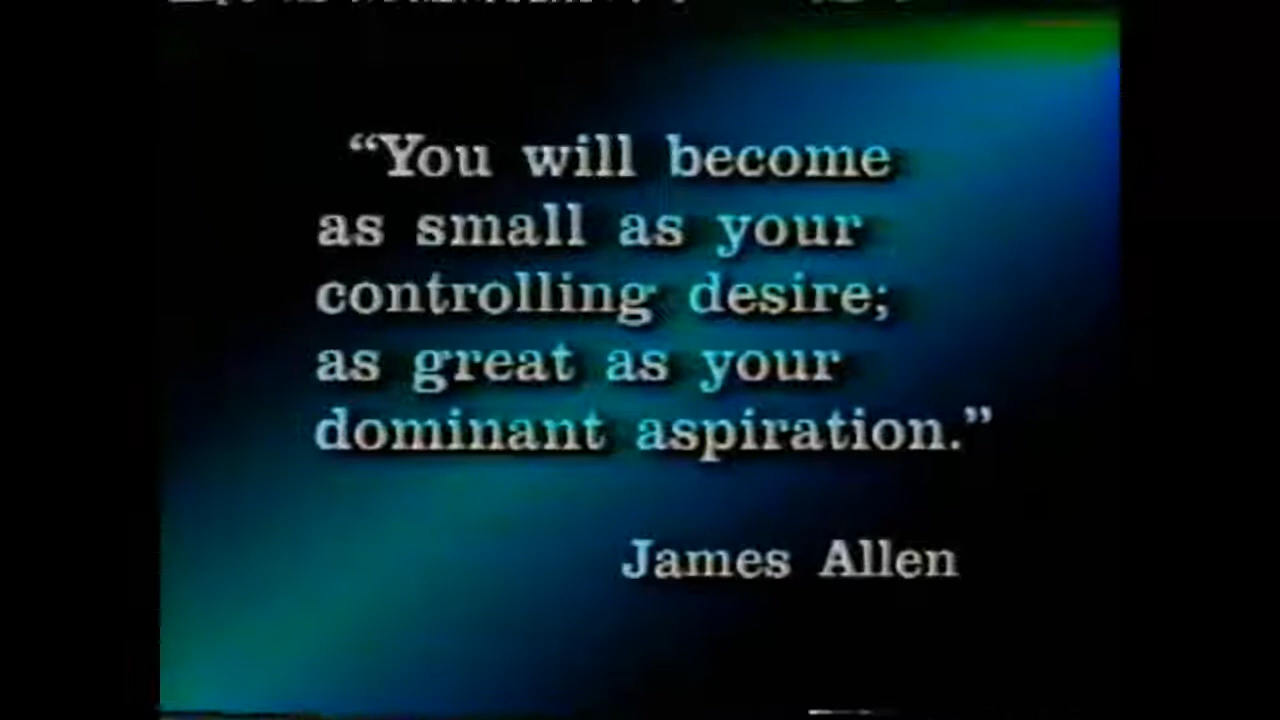 “You will become
as small as your
controlling desire;
as great as your
dominant aspiration.”
James Allen